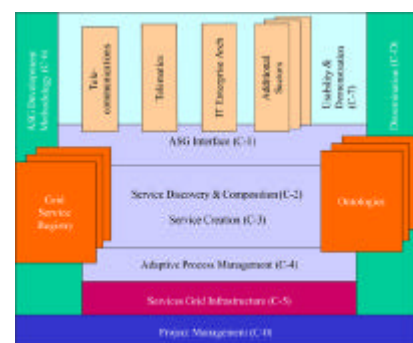 ASG Development
Methodology (C-6)
Tele-
communications
Telematics
IT Enterprise Arch
Additional
Sectors
Usability &
Demonstration
(C-7)
Dissemination (C-8)
ASG Interface (C-1)
Grid
Service
Registry
Service Discovery & Composition (C-2)
Service Creation (C-3)
Ontologies
Adaptive Process Management (C-4)
Services Grid Infrastructure (C-5)
Project Management (C-0)